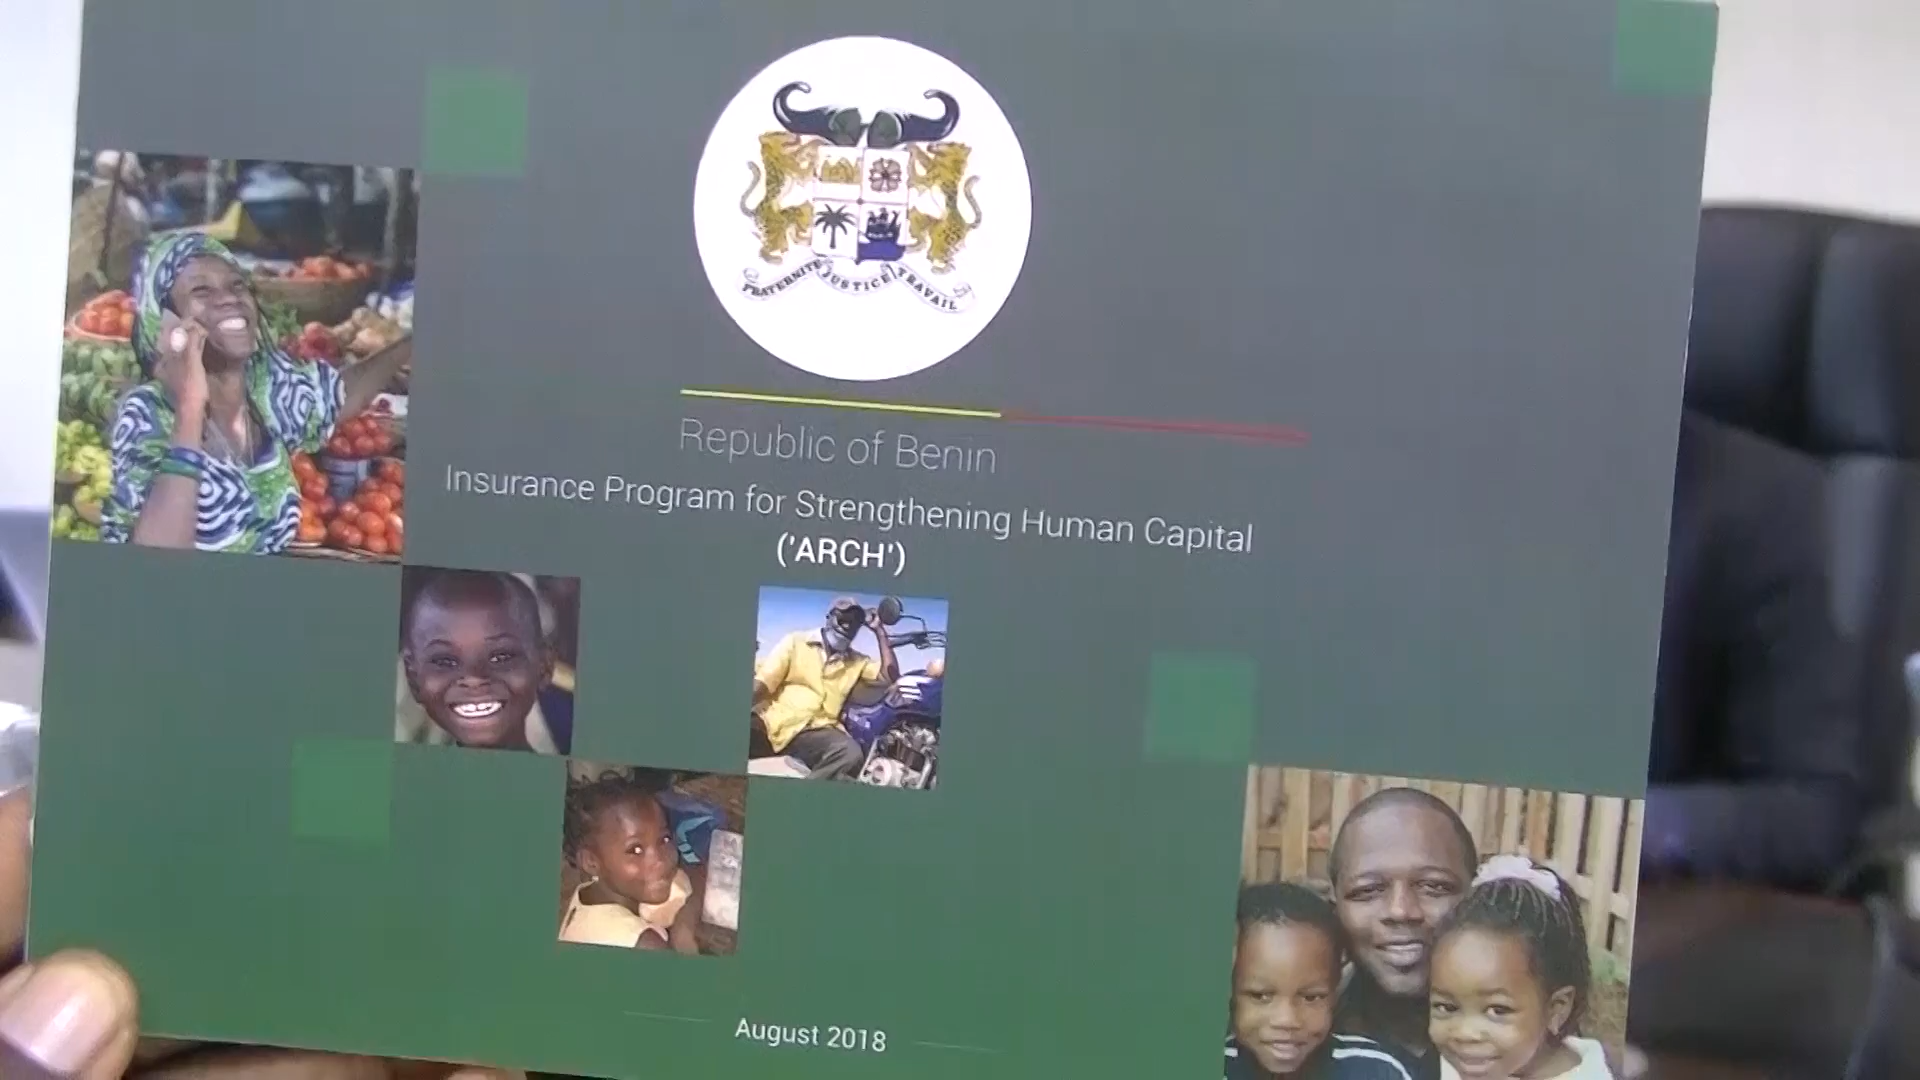 FRATERNITE JUSTICE TRAVAIL
Republic of Benin
Insurance Program for Strengthening Human Capital
('ARCH')
August 2018